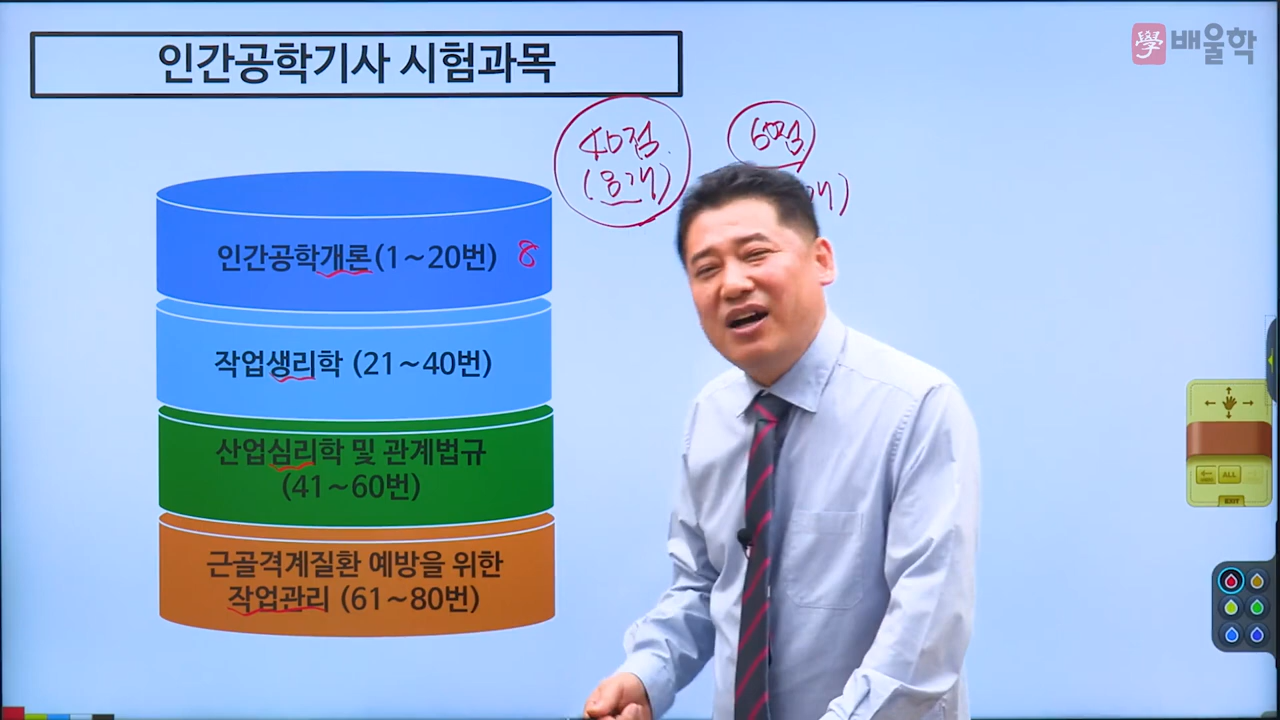 인간공학기사 시험과목
學 배울학
40점
(8개)
60점
인간공학개론(1~20번) 8
작업생리학 (21~40번)
산업심리학 및 관계법규
(41~60번)
근골격계질환 예방을 위한
작업관리 (61~80번)
ALL
EXIT